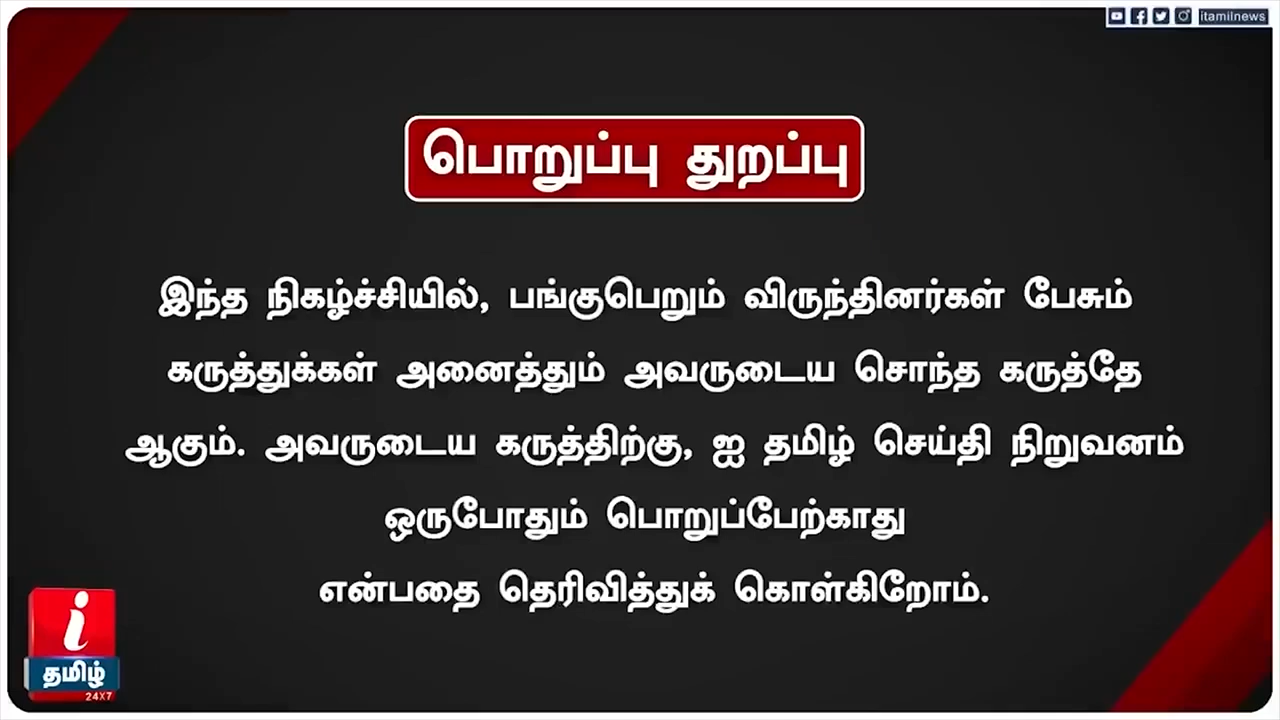 itamilnews
பொறுப்பு துறப்பு
இந்த நிகழ்ச்சியில், பங்குபெறும் விருந்தினர்கள் பேசும்
கருத்துக்கள் அனைத்தும் அவருடைய சொந்த கருத்தே
ஆகும். அவருடைய கருத்திற்கு, ஐ தமிழ் செய்தி நிறுவனம்
ஒருபோதும் பொறுப்பேற்காது
என்பதை தெரிவித்துக் கொள்கிறோம்.
i
தமிழ்
24X7